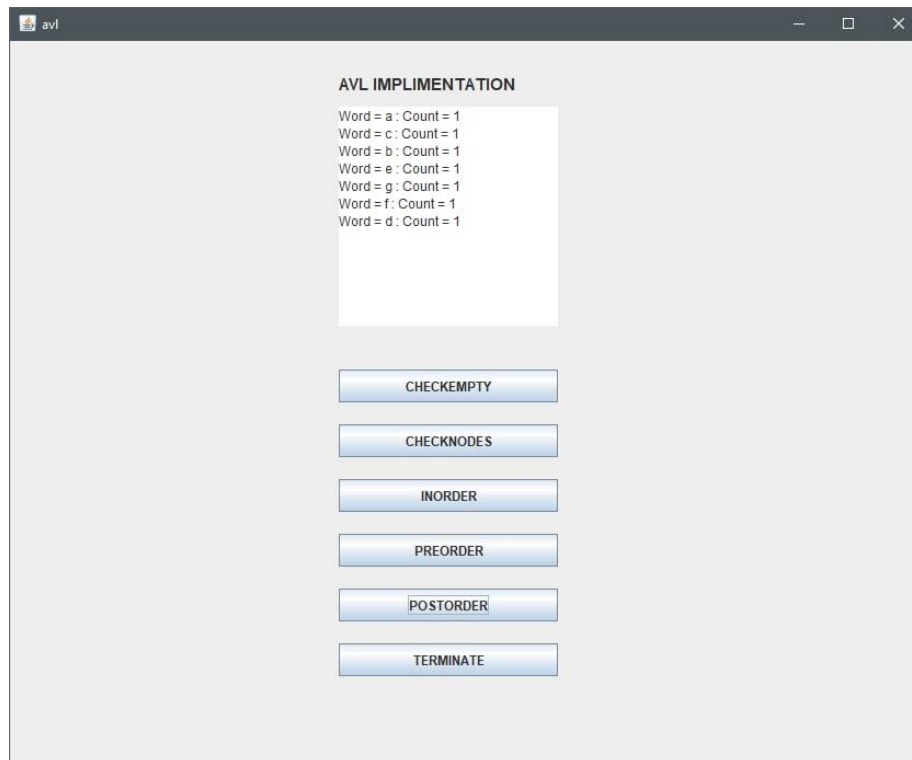 avl
AVL IMPLIMENTATION
Word = a : Count = 1
Word = c : Count = 1
Word = b : Count = 1
Word = e : Count = 1
Word = g : Count = 1
Word = f : Count = 1
Word = d : Count = 1
CHECKEMPTY
CHECKNODES
INORDER
PREORDER
POSTORDER
TERMINATE